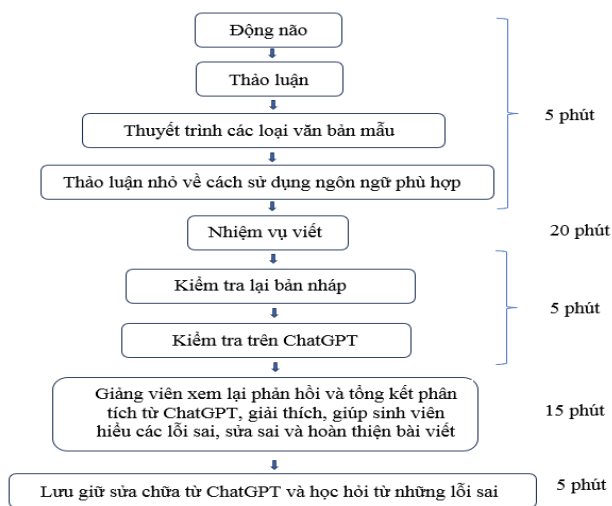 Động não
Thảo luận
Thuyết trình các loại văn bản mẫu
Thảo luận nhỏ về cách sử dụng ngôn ngữ phù hợp
5 phút
Nhiệm vụ viết
20 phút
Kiểm tra lại bản nháp
Kiểm tra trên ChatGPT
5 phút
Giảng viên xem lại phản hồi và tổng kết phân
tích từ ChatGPT, giải thích, giúp sinh viên
hiểu các lỗi sai, sửa sai và hoàn thiện bài viết
15 phút
Lưu giữ sửa chữa từ ChatGPT và học hỏi từ những lỗi sai
5 phút